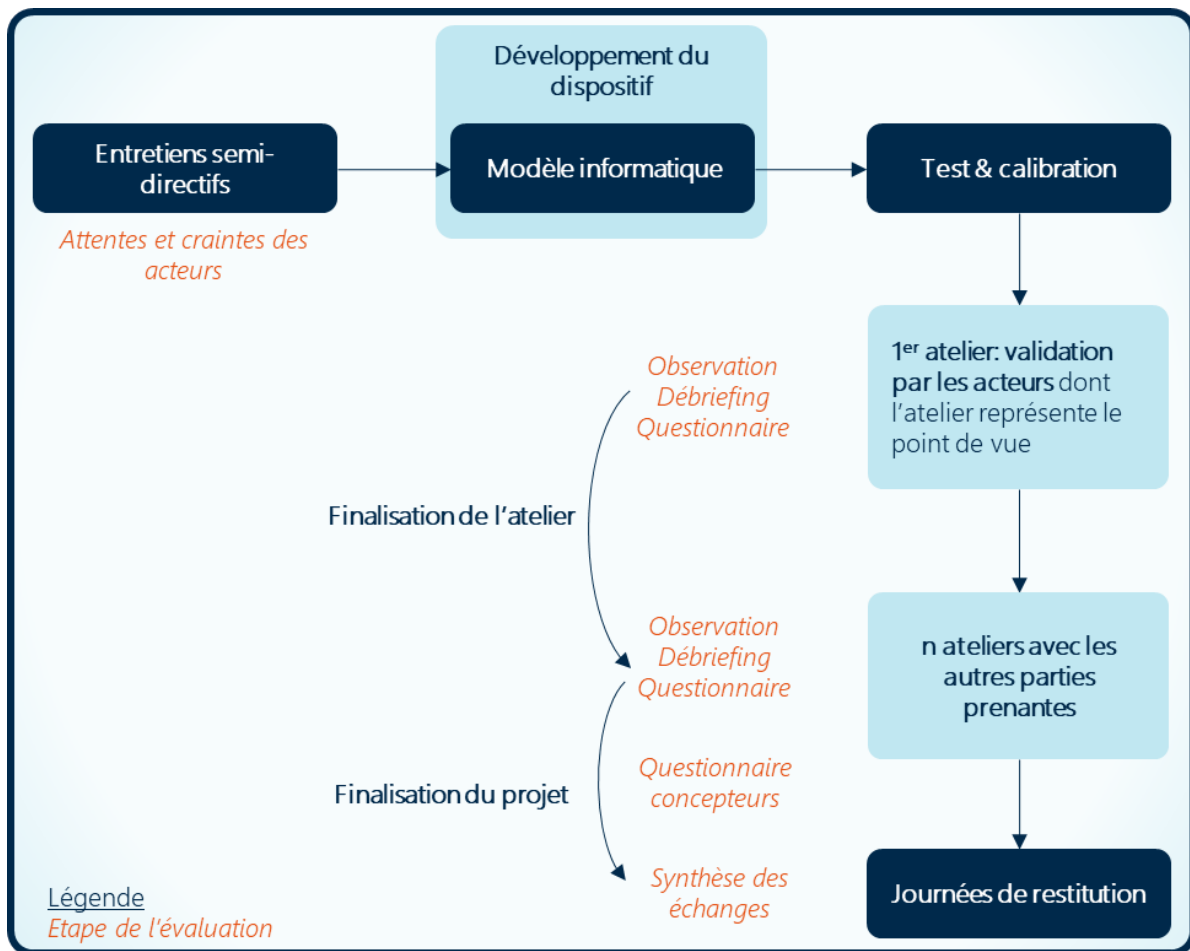 Développement du
dispositif
Entretiens semi-
directifs
Modèle informatique
Test & calibration
Attentes et craintes des
acteurs
1er atelier: validation
par les acteurs dont
l'atelier représente le
point de vue
Observation
Débriefing
Questionnaire
Finalisation de l'atelier
Observation
Débriefing
Questionnaire
n ateliers avec les
autres parties
prenantes
Questionnaire
concepteurs
Finalisation du projet
Synthèse des
échanges
Journées de restitution
Légende
Etape de l'évaluation